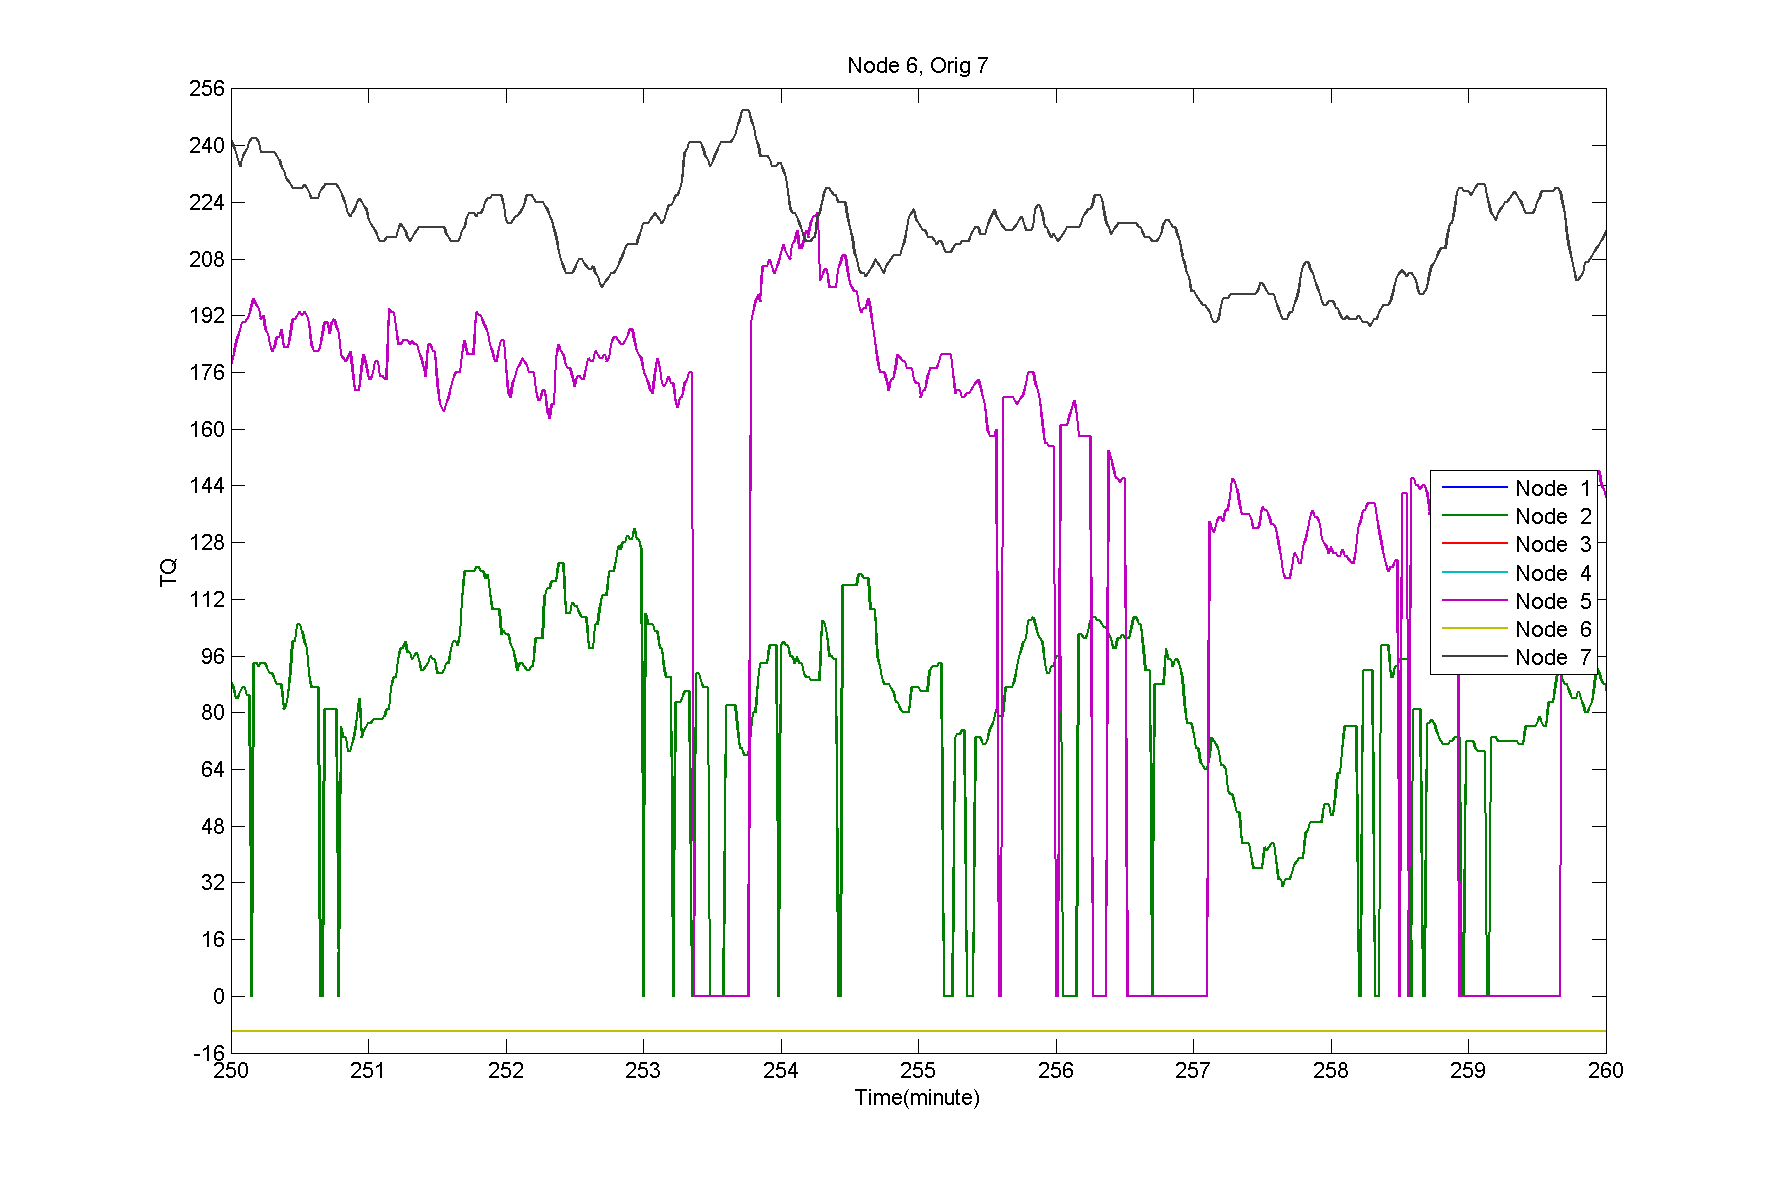 Node 6, Orig 7
256
240
224
208
192
176
160
144
128
112
96
80
64
48
32
16
0
-16
TQ
250 251 252 253 254 255 256 257 258 259 260
Time(minute)
Node 1
Node 2
Node 3
Node 4
Node 5
Node 6
Node 7